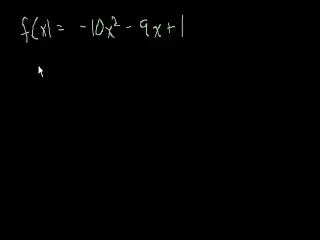 f(x) = -10x² - 9x + 1